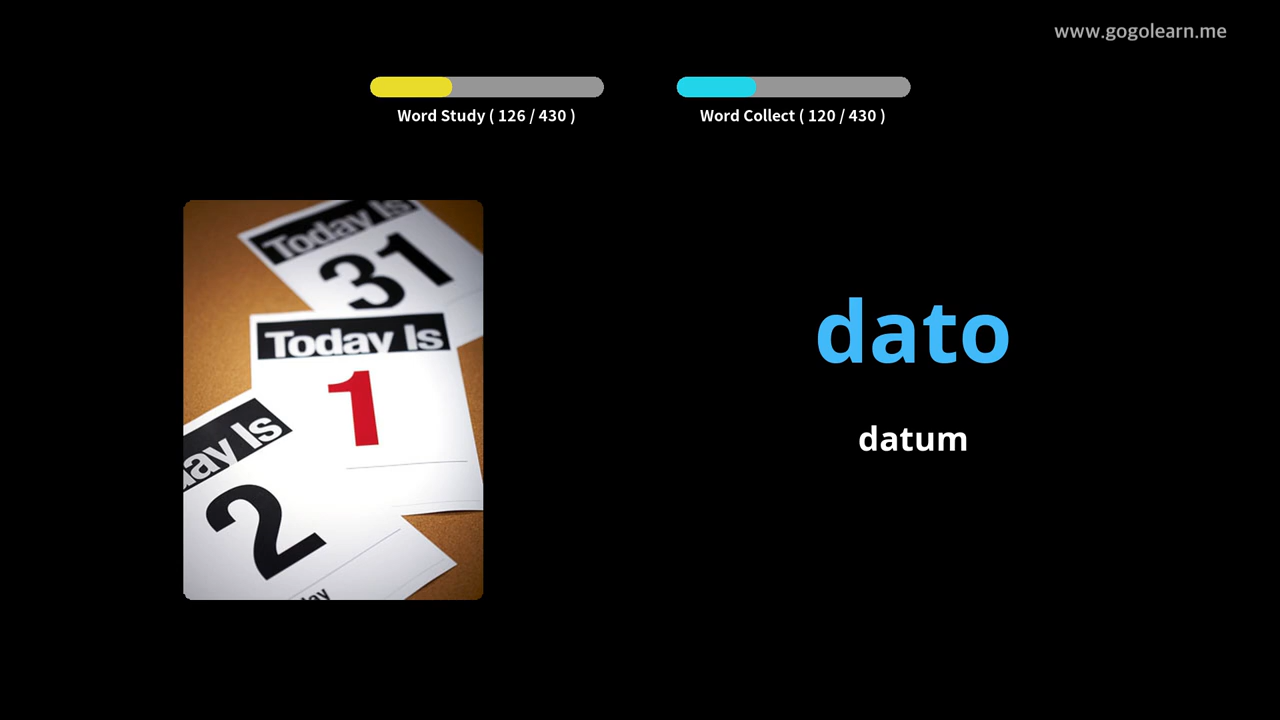 www.gogolearn.me
Word Study ( 126 / 430 )
Word Collect ( 120 / 430 )
Today Is
31
Today Is
1
ay Is
2
ay
dato
datum